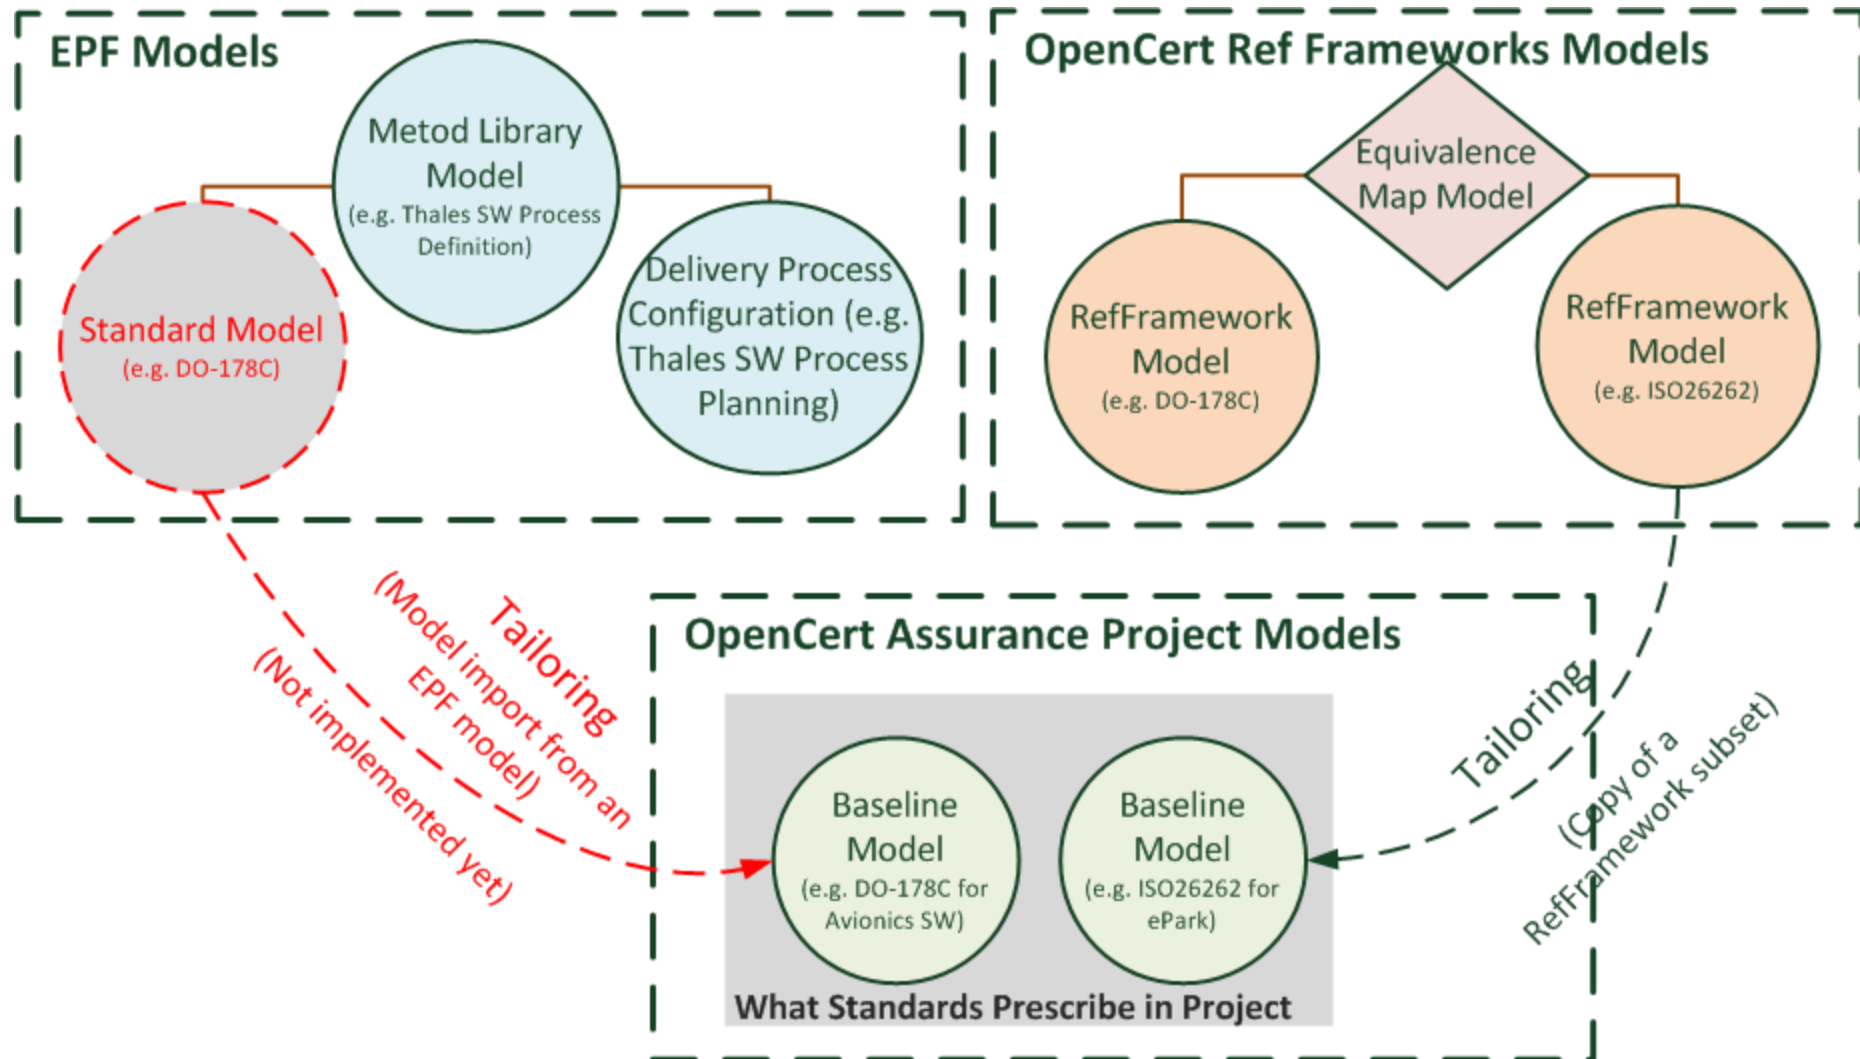 EPF Models
Metod Library
Model
(e.g. Thales SW Process
Definition)
Standard Model
(e.g. DO-178C)
Delivery Process
Configuration (e.g.
Thales SW Process
Planning)
OpenCert Ref Frameworks Models
Equivalence
Map Model
RefFramework
Model
(e.g. DO-178C)
RefFramework
Model
(e.g. ISO26262)
Tailoring
(Model import from an
EPF model)
(Not implemented yet)
OpenCert Assurance Project Models
Baseline
Model
(e.g. DO-178C for
Avionics SW)
Baseline
Model
(e.g. ISO26262 for
ePark)
What Standards Prescribe in Project
Tailoring
(Copy of a
RefFramework subset)